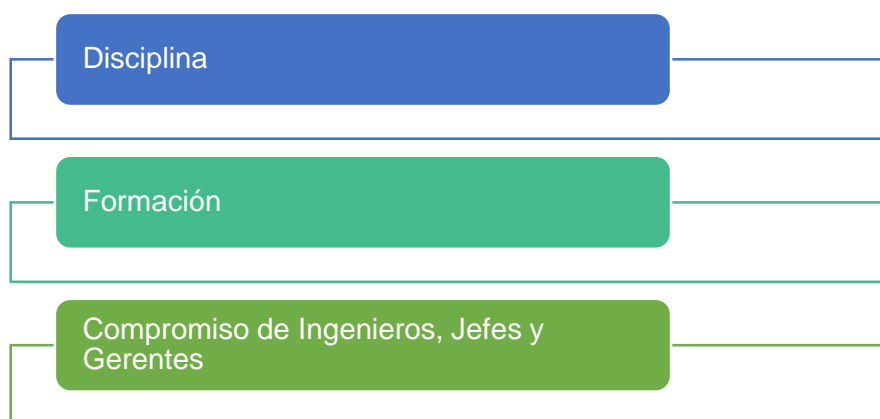 Disciplina
Formación
Compromiso de Ingenieros, Jefes y
Gerentes